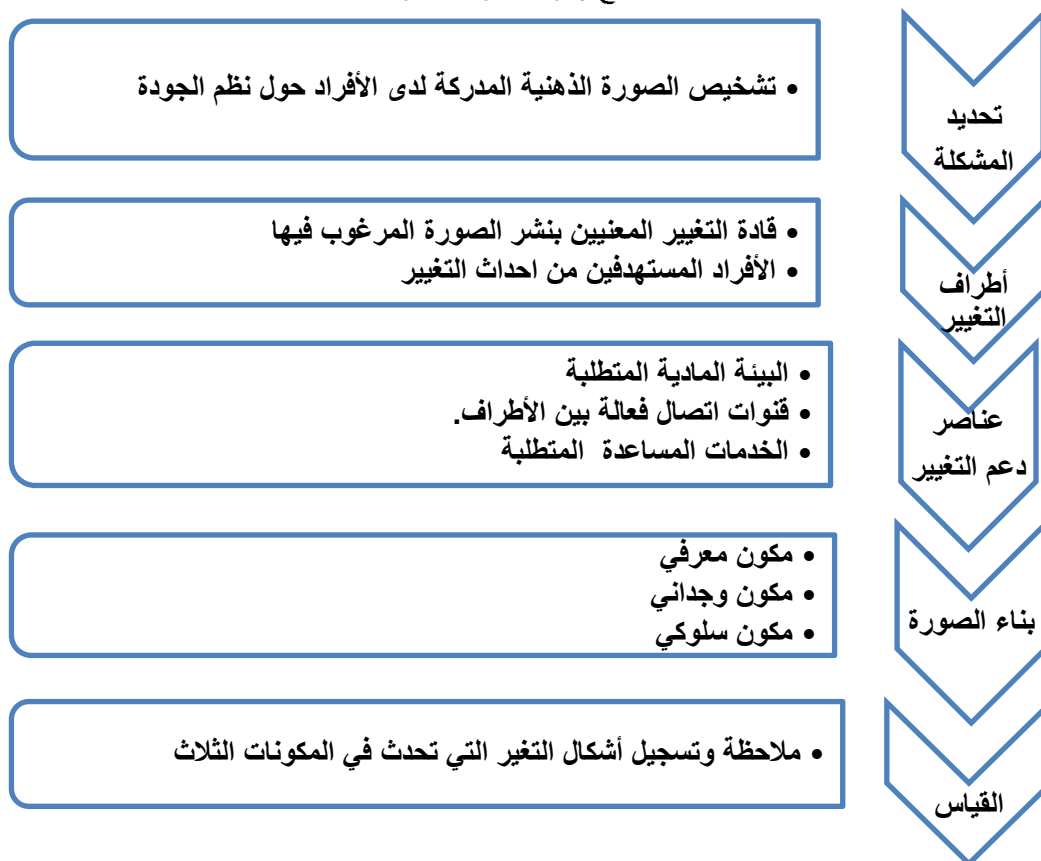 تحديد
المشكلة
• تشخيص الصورة الذهنية المدركة لدى الأفراد حول نظم الجودة
أطراف
التغيير
• قادة التغيير المعنيين بنشر الصورة المرغوب فيها
• الأفراد المستهدفين من احداث التغيير
عناصر
دعم التغيير
• البيئة المادية المتطلبة
• قنوات اتصال فعالة بين الأطراف.
• الخدمات المساعدة المتطلبة
بناء الصورة
• مكون معرفي
• مكون وجداني
• مكون سلوكي
القياس
• ملاحظة وتسجيل أشكال التغير التي تحدث في المكونات الثلاث